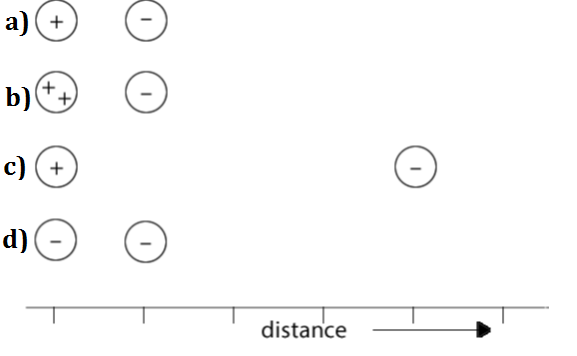 a) + −
b) + + −
c) + −
d) − −
distance